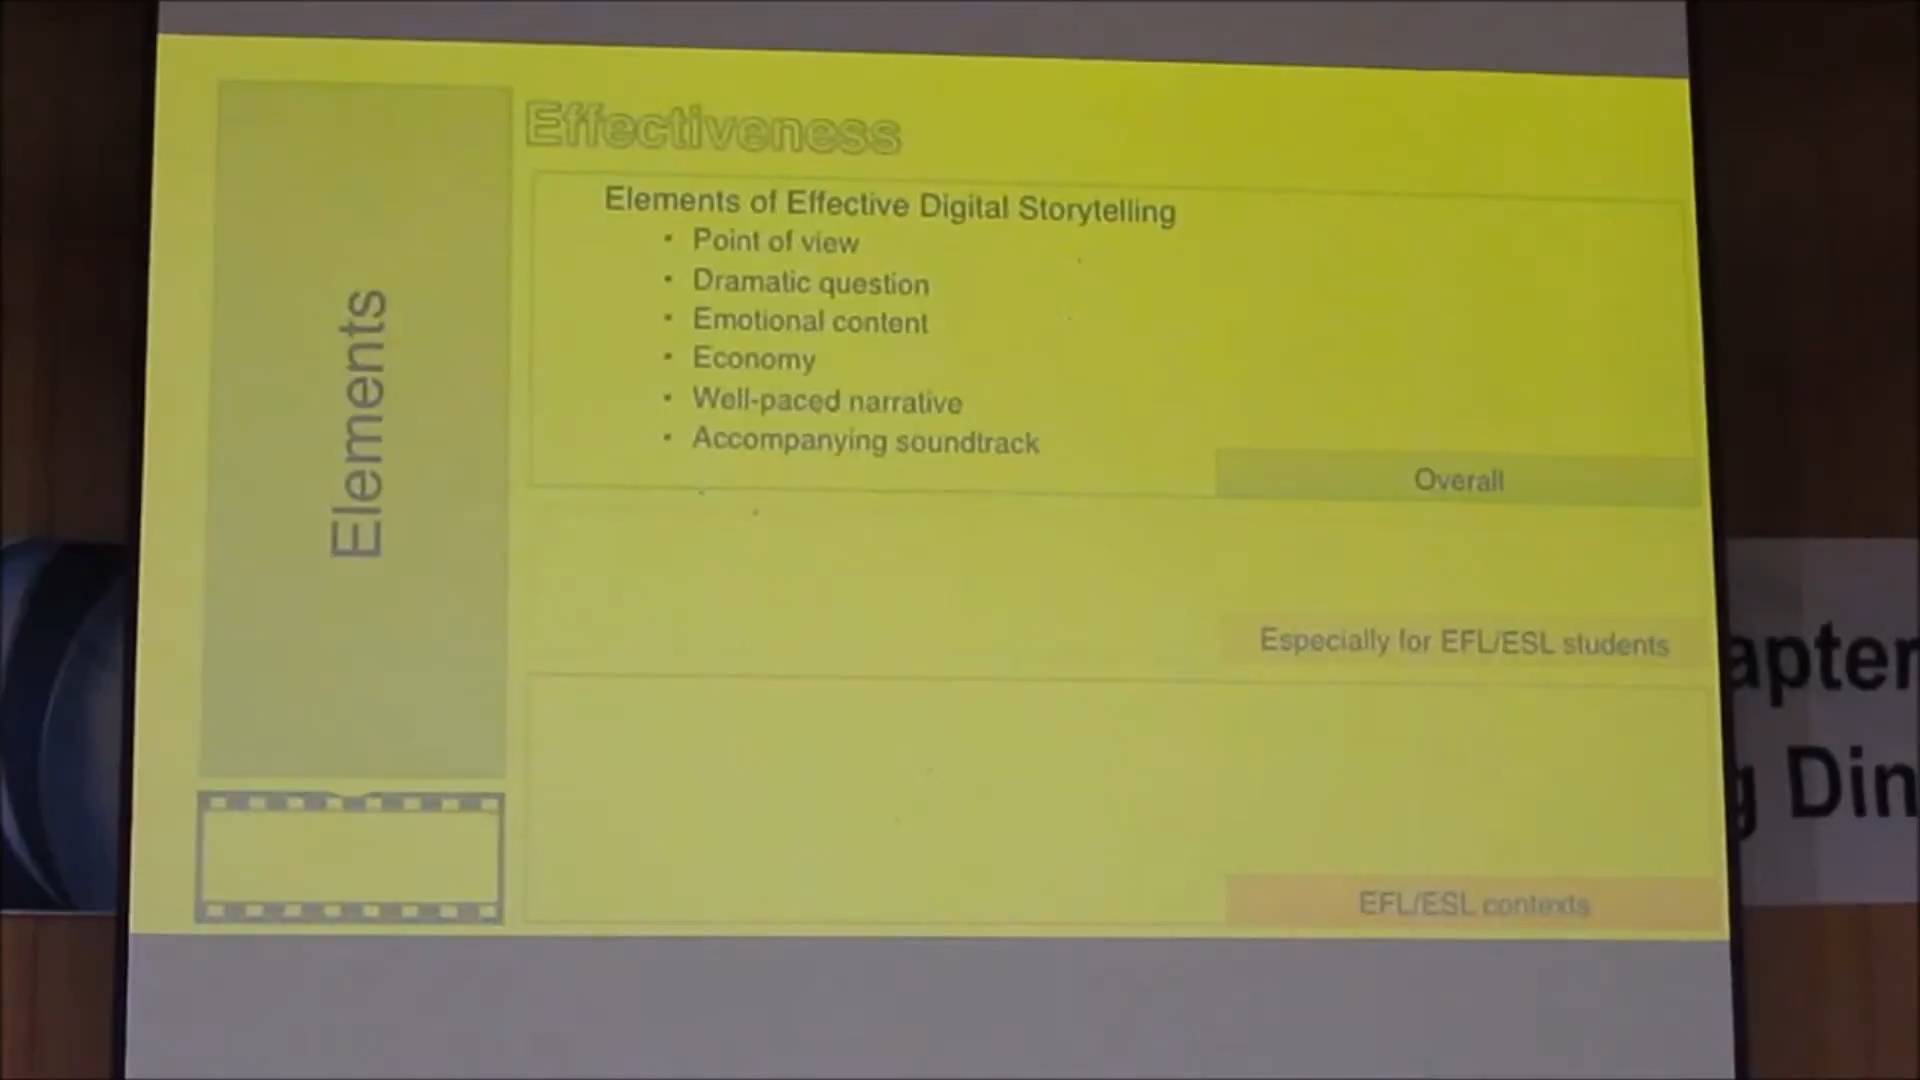 Effectiveness
Elements
Elements of Effective Digital Storytelling
• Point of view
• Dramatic question
• Emotional content
• Economy
• Well-paced narrative
• Accompanying soundtrack
Overall
Especially for EFL/ESL students
EFL/ESL contexts
apter
g Din